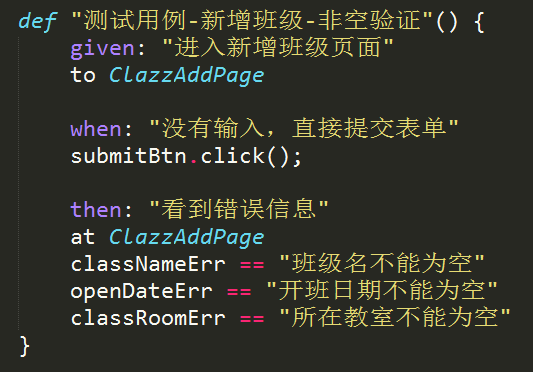 def "测试用例-新增班级-非空验证"() {
given: "进入新增班级页面"
to ClazzAddPage
when: "没有输入，直接提交表单"
submitBtn.click();
then: "看到错误信息"
at ClazzAddPage
classNameErr == "班级名不能为空"
openDateErr == "开班日期不能为空"
classRoomErr == "所在教室不能为空"
}